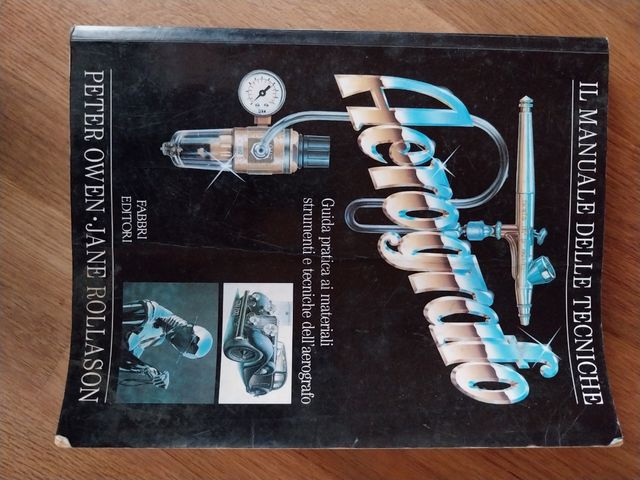 IL MANUALE DELLE TECNICHE
Aerografo
Guida pratica ai materiali
strumenti e tecniche dell'aerografo
FABBRI
EDITORI
PETER OWEN · JANE ROLLASON